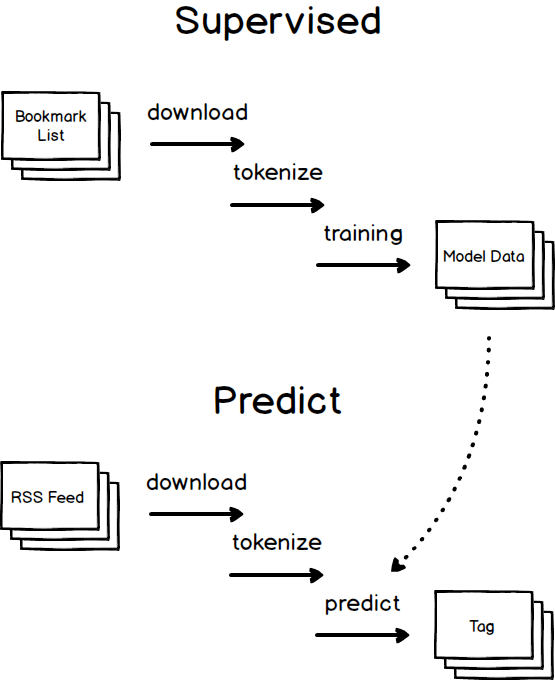 Supervised
Bookmark
List
download
tokenize
training
Model Data
Predict
RSS Feed
download
tokenize
predict
Tag